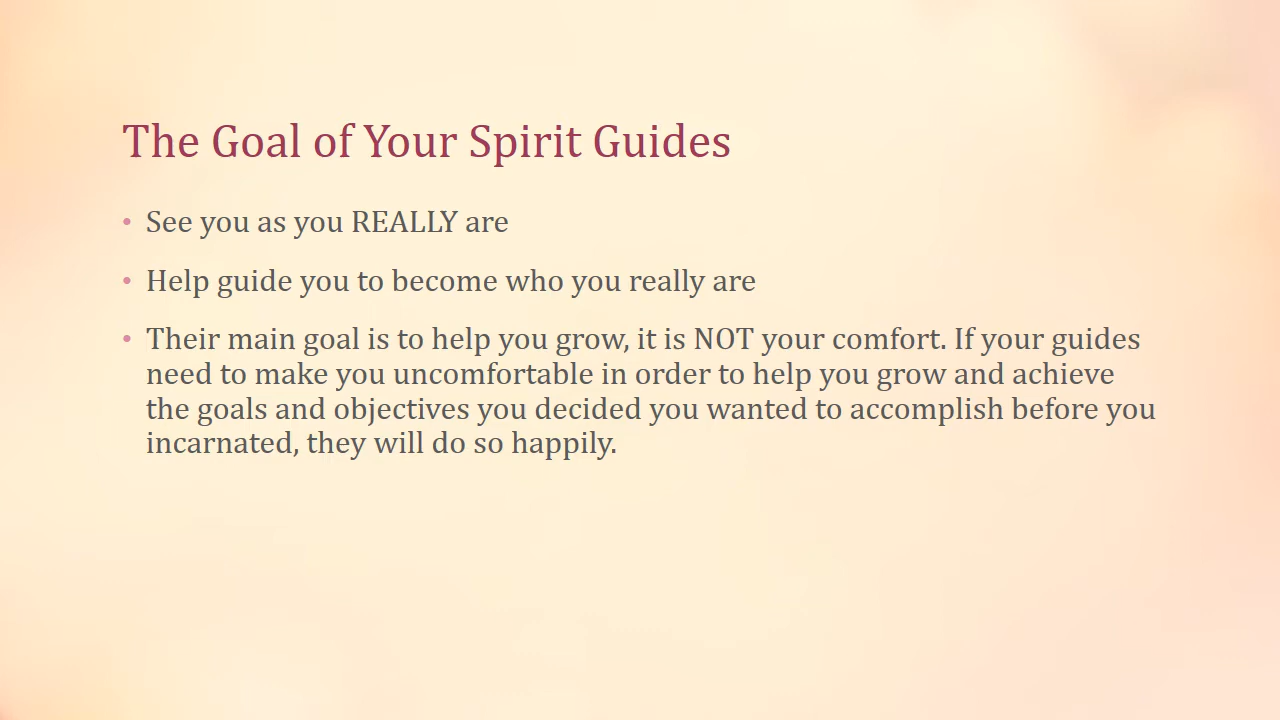 The Goal of Your Spirit Guides
• See you as you REALLY are
• Help guide you to become who you really are
• Their main goal is to help you grow, it is NOT your comfort. If your guides
need to make you uncomfortable in order to help you grow and achieve
the goals and objectives you decided you wanted to accomplish before you
incarnated, they will do so happily.